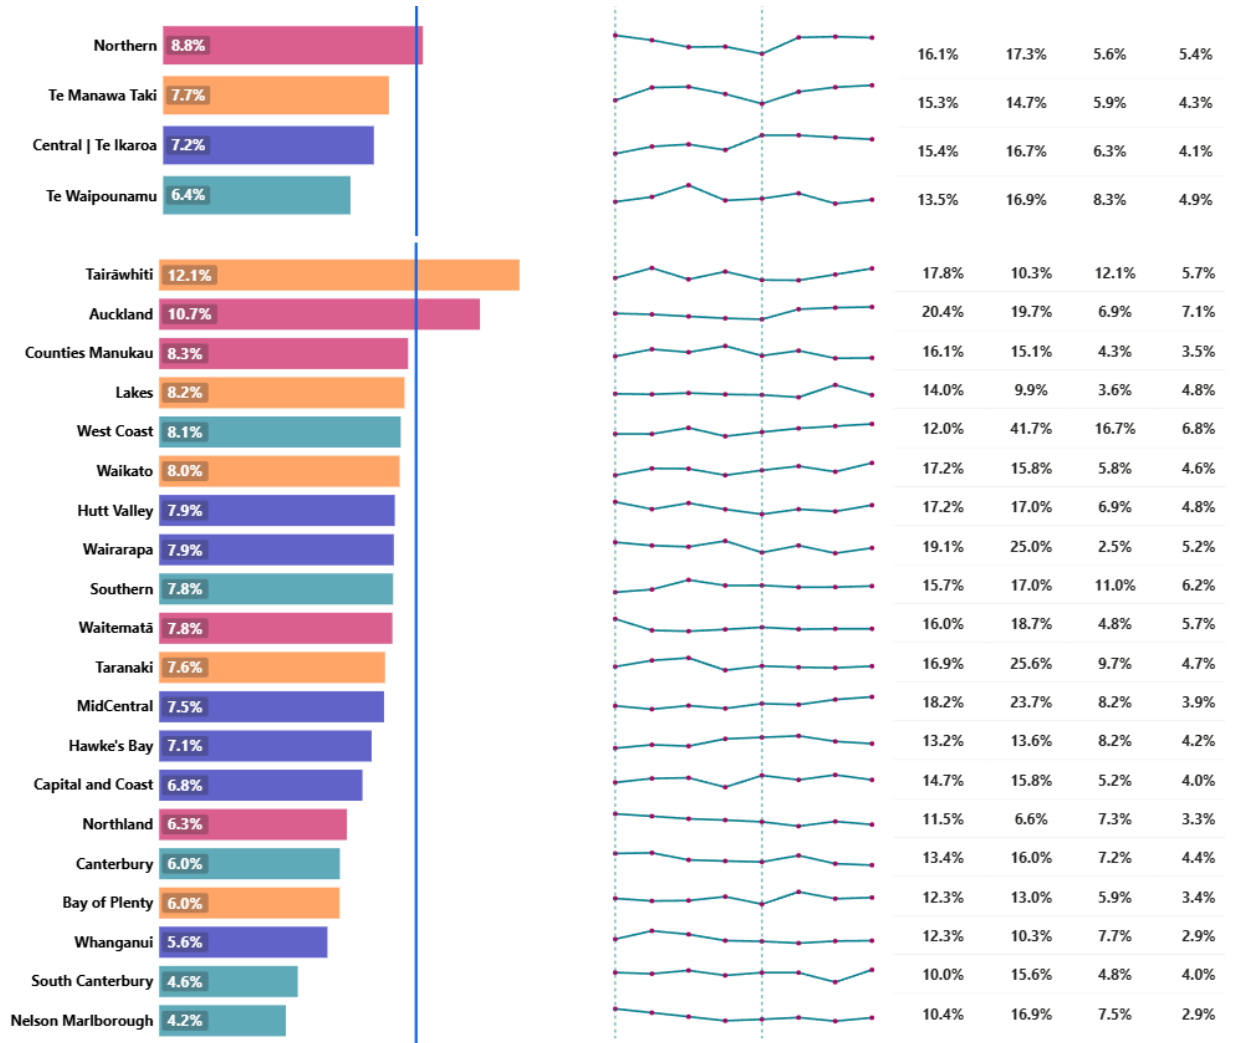 Northern 8.8% 16.1% 17.3% 5.6% 5.4%
Te Manawa Taki 7.7% 15.3% 14.7% 5.9% 4.3%
Central | Te Ikaroa 7.2% 15.4% 16.7% 6.3% 4.1%
Te Waipounamu 6.4% 13.5% 16.9% 8.3% 4.9%
Tairāwhiti 12.1% 17.8% 10.3% 12.1% 5.7%
Auckland 10.7% 20.4% 19.7% 6.9% 7.1%
Counties Manukau 8.3% 16.1% 15.1% 4.3% 3.5%
Lakes 8.2% 14.0% 9.9% 3.6% 4.8%
West Coast 8.1% 12.0% 41.7% 16.7% 6.8%
Waikato 8.0% 17.2% 15.8% 5.8% 4.6%
Hutt Valley 7.9% 17.2% 17.0% 6.9% 4.8%
Wairarapa 7.9% 19.1% 25.0% 2.5% 5.2%
Southern 7.8% 15.7% 17.0% 11.0% 6.2%
Waitematā 7.8% 16.0% 18.7% 4.8% 5.7%
Taranaki 7.6% 16.9% 25.6% 9.7% 4.7%
MidCentral 7.5% 18.2% 23.7% 8.2% 3.9%
Hawke's Bay 7.1% 13.2% 13.6% 8.2% 4.2%
Capital and Coast 6.8% 14.7% 15.8% 5.2% 4.0%
Northland 6.3% 11.5% 6.6% 7.3% 3.3%
Canterbury 6.0% 13.4% 16.0% 7.2% 4.4%
Bay of Plenty 6.0% 12.3% 13.0% 5.9% 3.4%
Whanganui 5.6% 12.3% 10.3% 7.7% 2.9%
South Canterbury 4.6% 10.0% 15.6% 4.8% 4.0%
Nelson Marlborough 4.2% 10.4% 16.9% 7.5% 2.9%